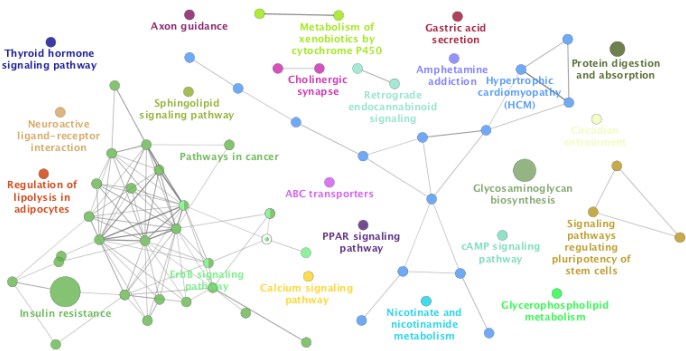 Axon guidance
Metabolism of
xenobiotics by
cytochrome P450
Gastric acid
secretion
Thyroid hormone
signaling pathway
Protein digestion
and absorption
Cholinergic
synapse
Amphetamine
addiction
Hypertrophic
cardiomyopathy
(HCM)
Sphingolipid
signaling pathway
Retrograde
endocannabinoid
signaling
Neuroactive
ligand-receptor
interaction
Circadian
entrainment
Pathways in cancer
Regulation of
lipolysis in
adipocytes
ABC transporters
Glycosaminoglycan
biosynthesis
PPAR signaling
pathway
cAMP signaling
pathway
Signaling
pathways
regulating
pluripotency of
stem cells
ErbB signaling
pathway
Calcium signaling
pathway
Insulin resistance
Nicotinate and
nicotinamide
metabolism
Glycerophospholipid
metabolism